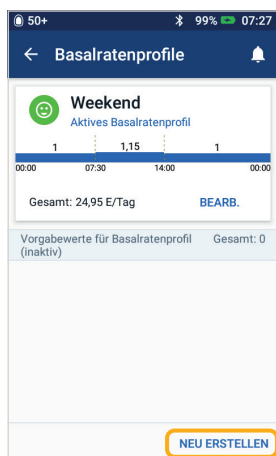 50+ 99% 07:27
Basalratenprofile
Weekend
Aktives Basalratenprofil
1 1,15 1
00:00 07:30 14:00 00:00
Gesamt: 24,95 E/Tag BEARB.
Vorgabewerte für Basalratenprofil Gesamt: 0
(inaktiv)
NEU ERSTELLEN